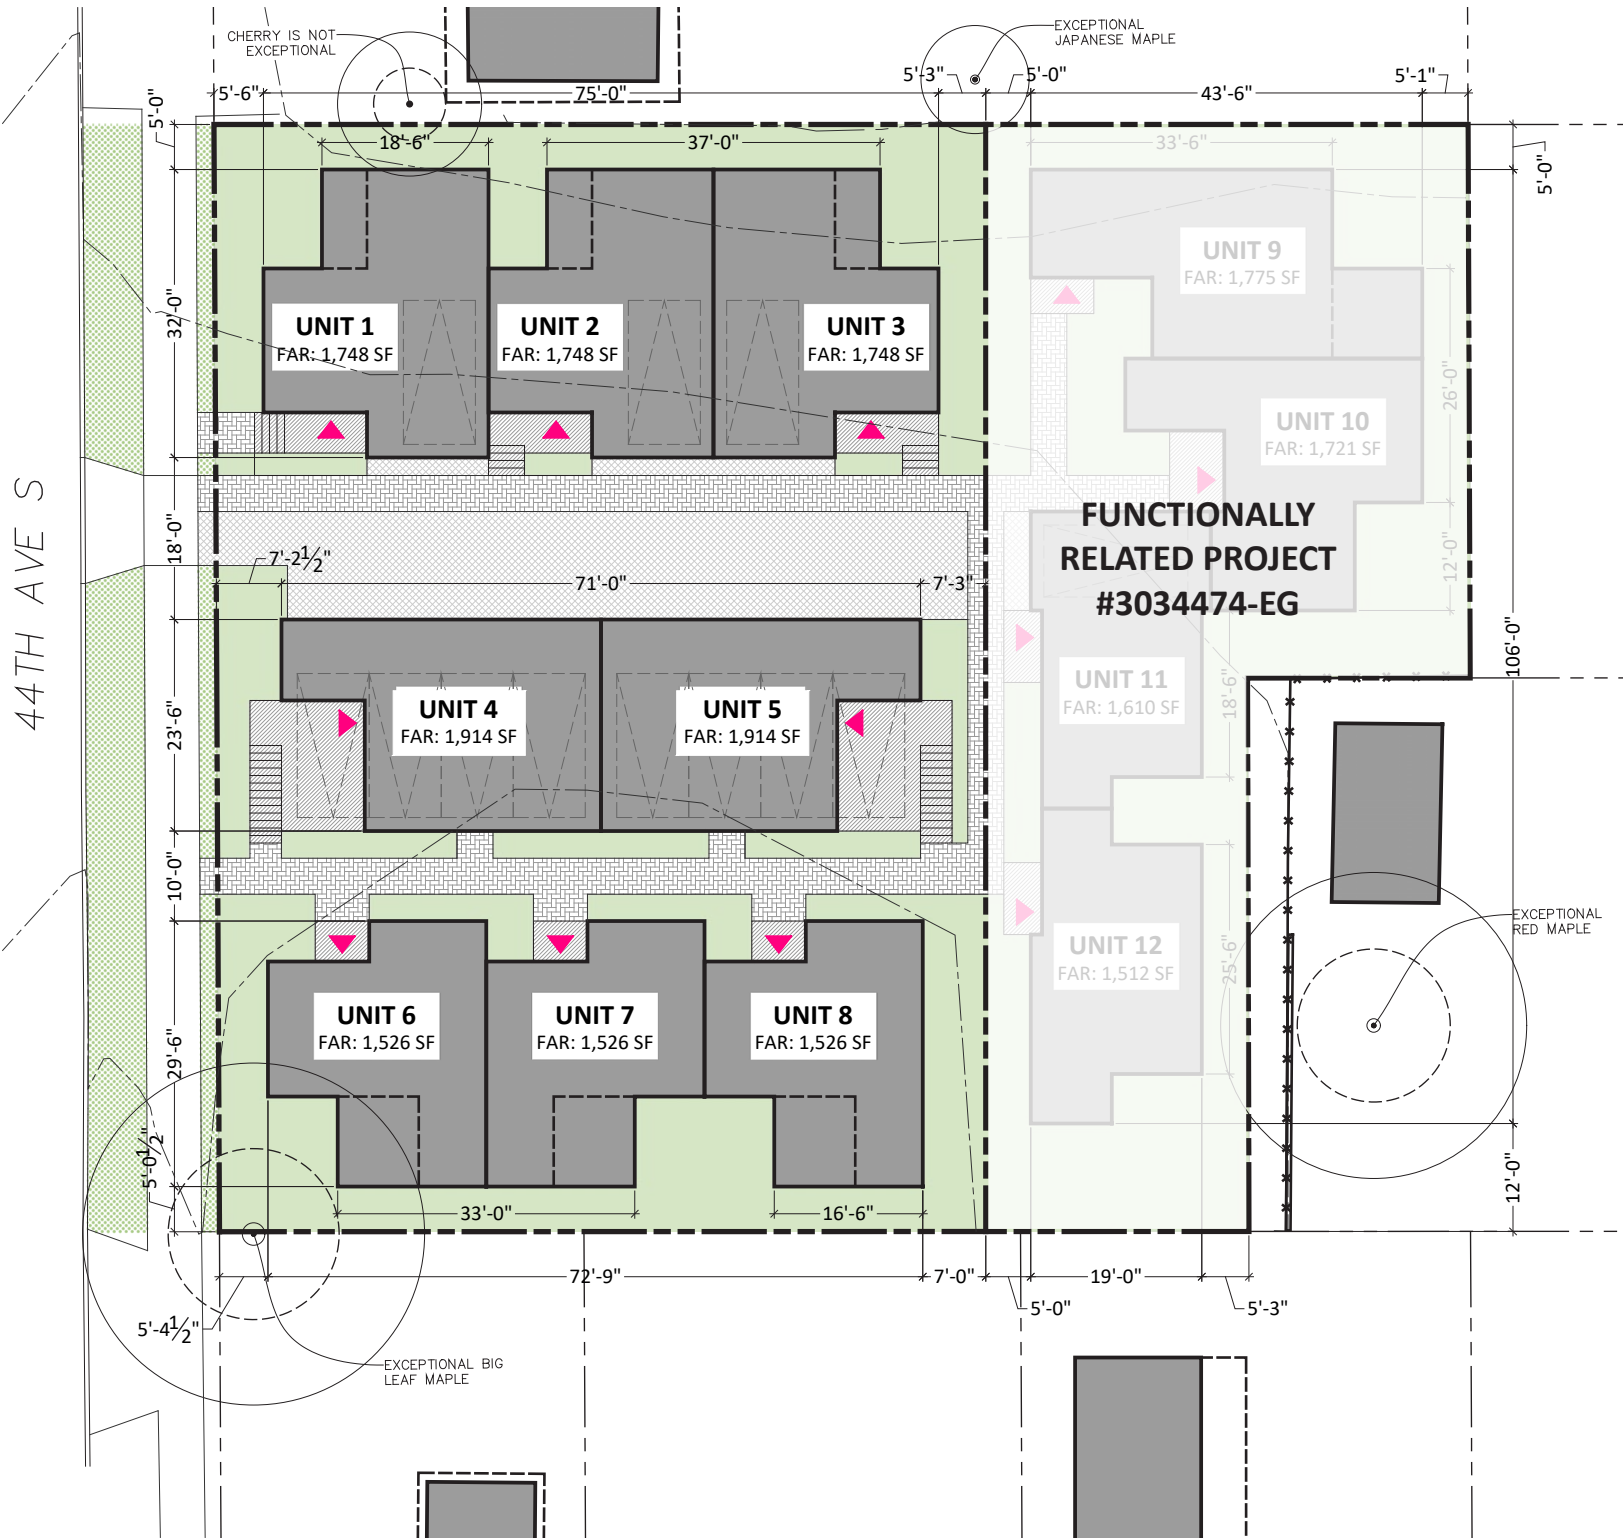 CHERRY IS NOT
EXCEPTIONAL
EXCEPTIONAL
JAPANESE MAPLE
5'-6"
75'-0"
5'-3"
5'-0"
43'-6"
5'-1"
5'-0"
18'-6"
37'-0"
33'-6"
5'-0"
32'-0"
UNIT 1
FAR: 1,748 SF
UNIT 2
FAR: 1,748 SF
UNIT 3
FAR: 1,748 SF
UNIT 9
FAR: 1,775 SF
UNIT 10
FAR: 1,721 SF
26'-0"
44TH AVE S
18'-0"
7'-2½"
71'-0"
7'-3"
FUNCTIONALLY
RELATED PROJECT
#3034474-EG
12'-0"
106'-0"
23'-6"
UNIT 4
FAR: 1,914 SF
UNIT 5
FAR: 1,914 SF
UNIT 11
FAR: 1,610 SF
18'-6"
10'-0"
EXCEPTIONAL
RED MAPLE
UNIT 12
FAR: 1,512 SF
25'-6"
29'-6"
UNIT 6
FAR: 1,526 SF
UNIT 7
FAR: 1,526 SF
UNIT 8
FAR: 1,526 SF
5'-0½"
33'-0"
16'-6"
12'-0"
72'-9"
7'-0"
19'-0"
5'-4½"
5'-0"
5'-3"
EXCEPTIONAL BIG
LEAF MAPLE